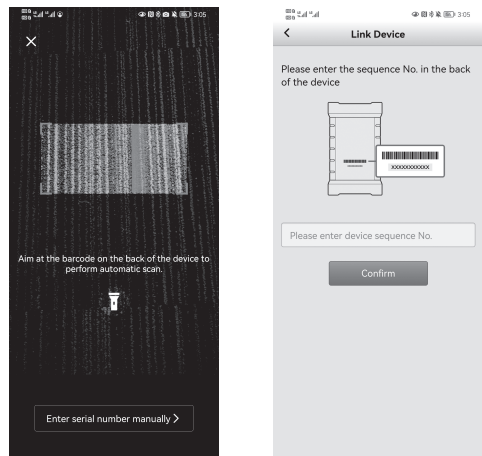 3:05
Aim at the barcode on the back of the device to
perform automatic scan.
Enter serial number manually >
3:05
Link Device
Please enter the sequence No. in the back
of the device
XXXXXXXXXXX
Please enter device sequence No.
Confirm